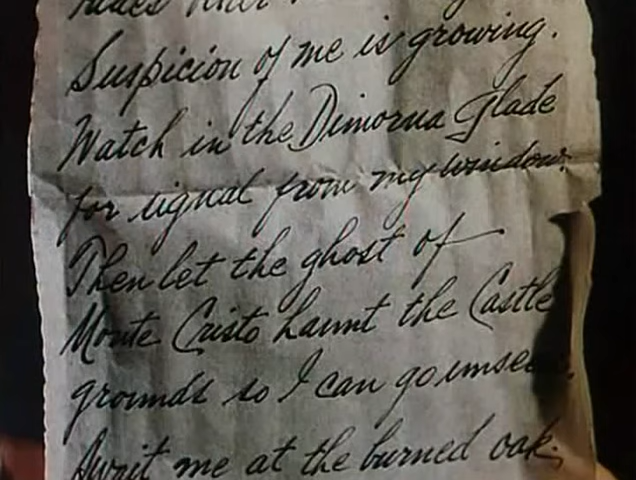 Suspicion of me is growing.
Watch in the Dimorna Glade
for signal from my window.
Then let the ghost of
Monte Cristo haunt the Castle
grounds so I can go unseen.
Await me at the burned oak.